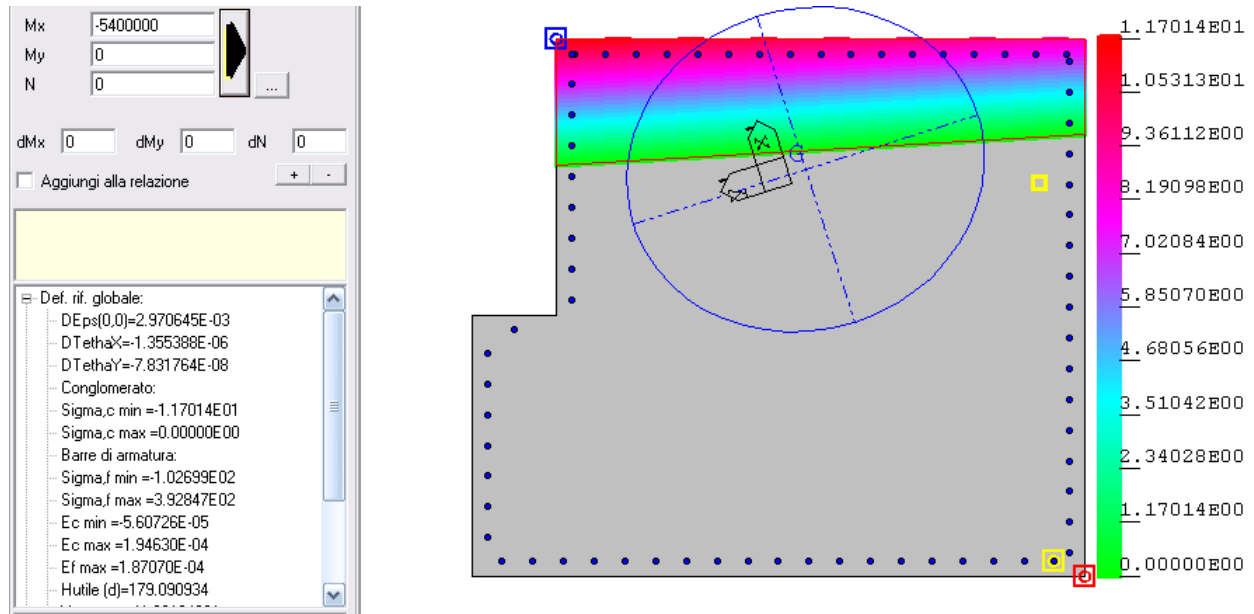 Mx -5400000
My 0
N 0
...
dMx 0 dMy 0 dN 0
Aggiungi alla relazione + -
Def. rif. globale:
DEps(0,0)=2.970645E-03
DTethaX=-1.355388E-06
DTethaY=-7.831764E-08
Conglomerato:
Sigma,c min =-1.17014E01
Sigma,c max =0.00000E00
Barre di armatura:
Sigma,f min =-1.02699E02
Sigma,f max =3.92847E02
Ec min =-5.60726E-05
Ec max =1.94630E-04
Ef max =1.87070E-04
Hutile (d)=179.090934
G
1.17014E01
1.05313E01
9.36112E00
8.19098E00
7.02084E00
5.85070E00
4.68056E00
3.51042E00
2.34028E00
1.17014E00
0.00000E00